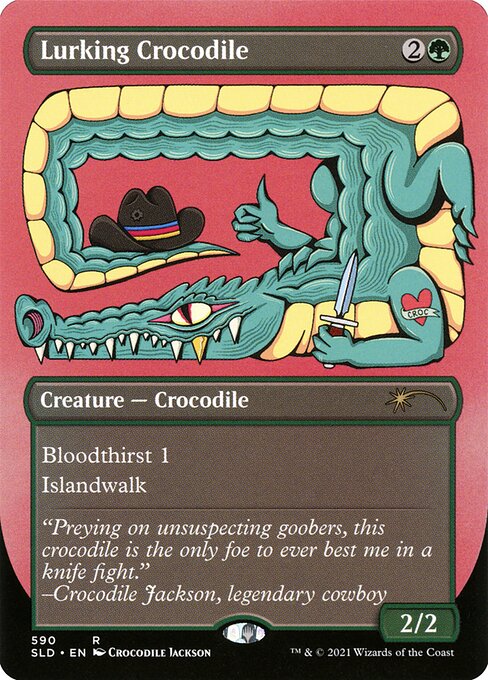 Lurking Crocodile 2
CROC
Creature — Crocodile
Bloodthirst 1
Islandwalk
“Preying on unsuspecting goobers, this
crocodile is the only foe to ever best me in a
knife fight.”
–Crocodile Jackson, legendary cowboy
2/2
590 R
SLD • EN Crocodile Jackson
™ & © 2021 Wizards of the Coast